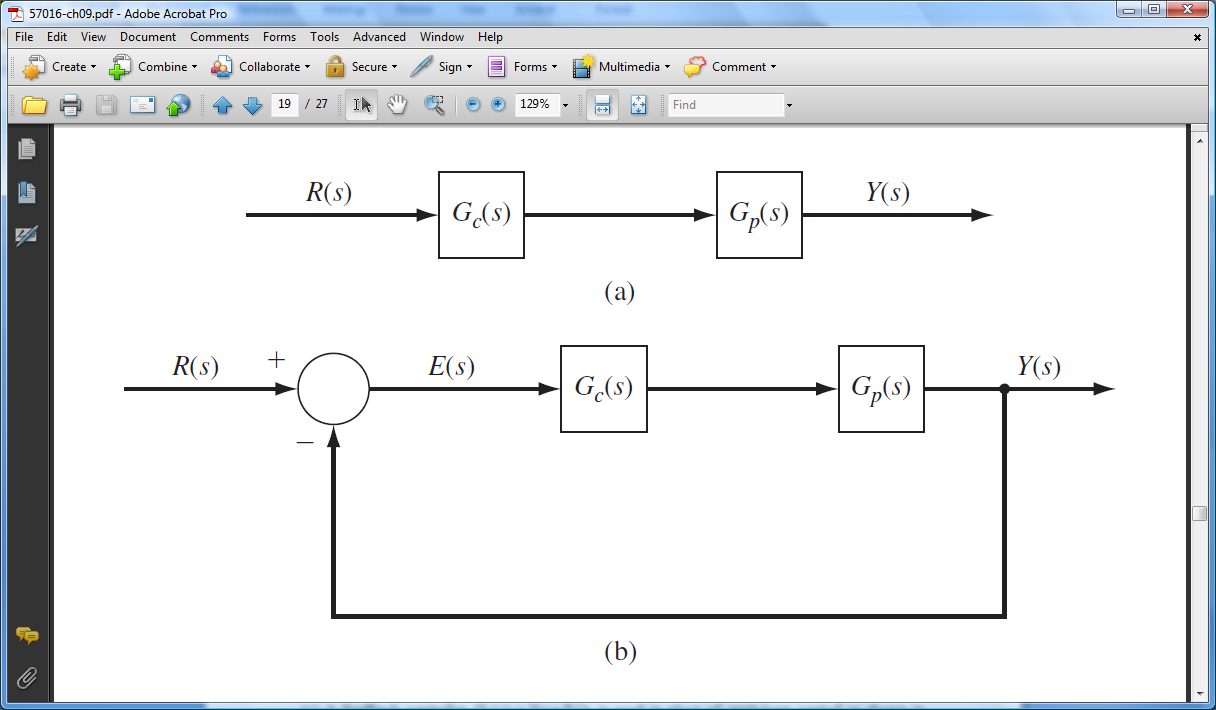 57016-ch09.pdf - Adobe Acrobat Pro
File Edit View Document Comments Forms Tools Advanced Window Help
Create Combine Collaborate Secure Sign Forms Multimedia Comment
19 / 27 129% Find
R(s) Gc(s) Gp(s) Y(s)
(a)
R(s) + E(s) Gc(s) Gp(s) Y(s)
−
(b)